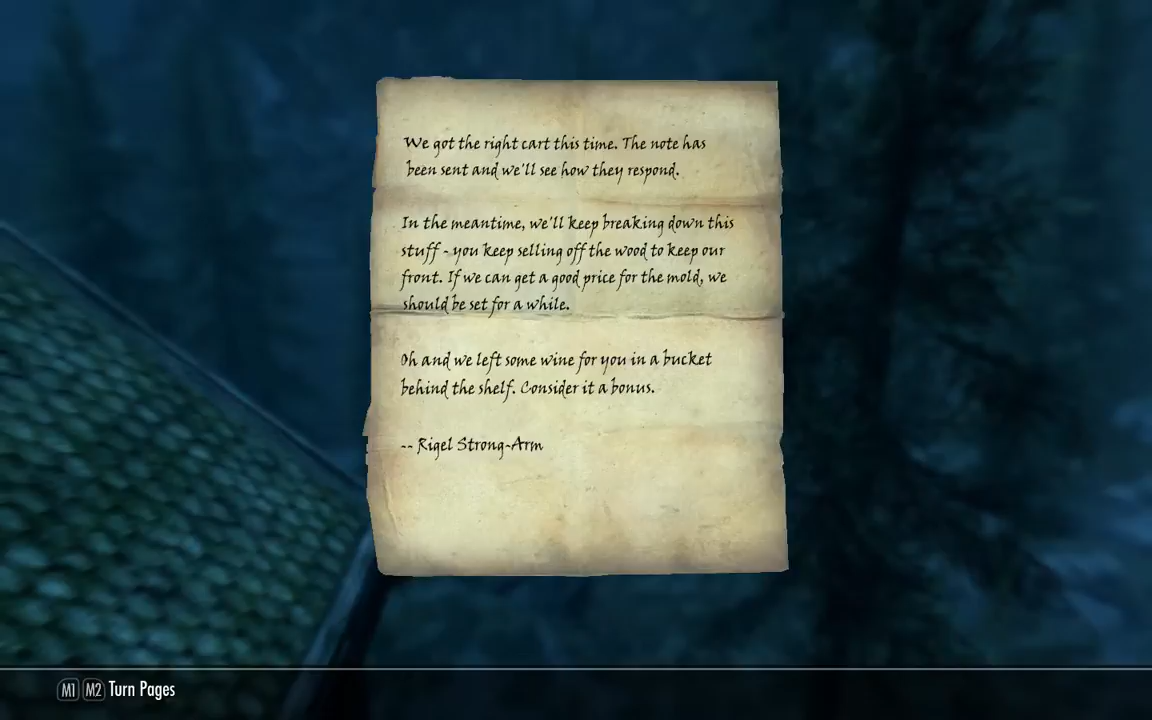 We got the right cart this time. The note has
been sent and we'll see how they respond.
In the meantime, we'll keep breaking down this
stuff - you keep selling off the wood to keep our
front. If we can get a good price for the mold, we
should be set for a while.
Oh and we left some wine for you in a bucket
behind the shelf. Consider it a bonus.
-- Rigel Strong-Arm
M1 M2 Turn Pages